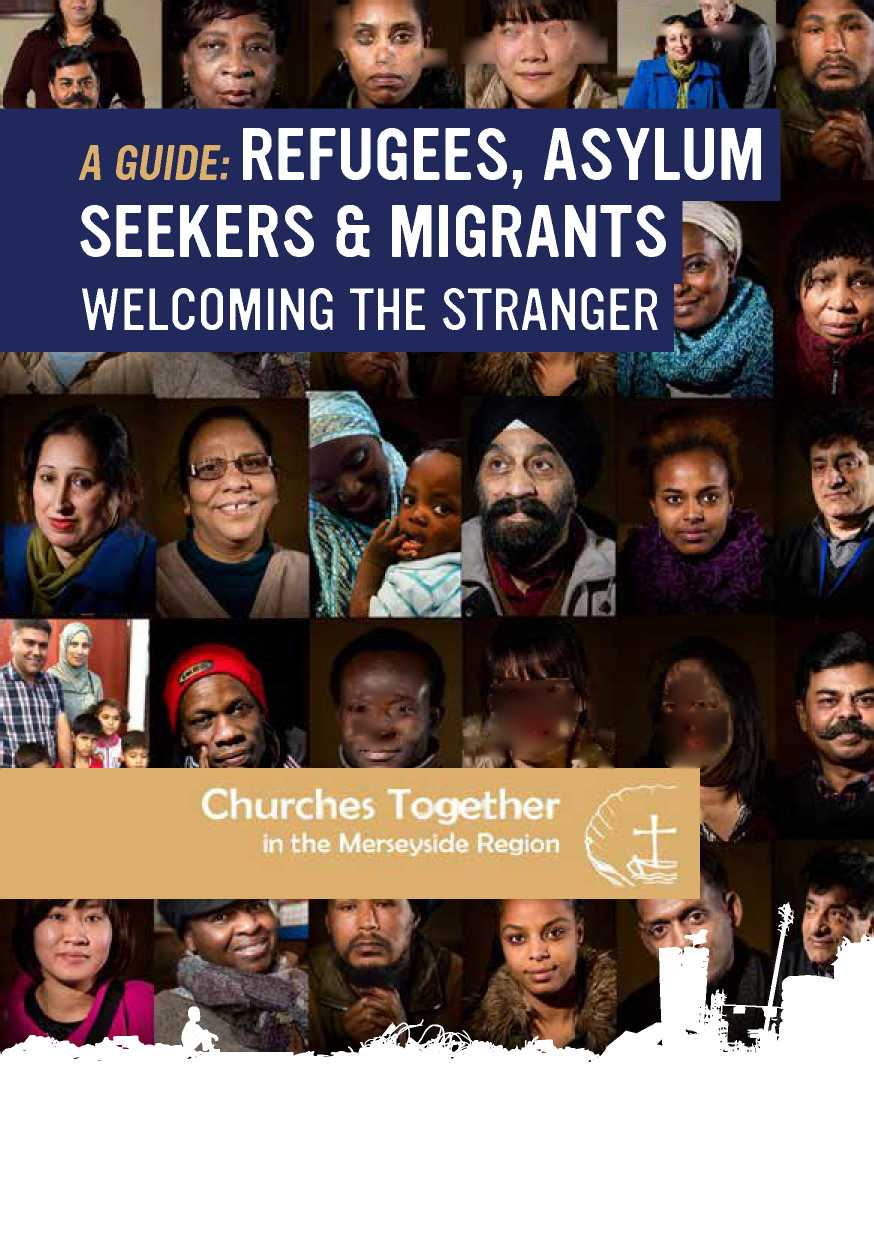 A GUIDE: REFUGEES, ASYLUM
SEEKERS & MIGRANTS
WELCOMING THE STRANGER
Churches Together
in the Merseyside Region